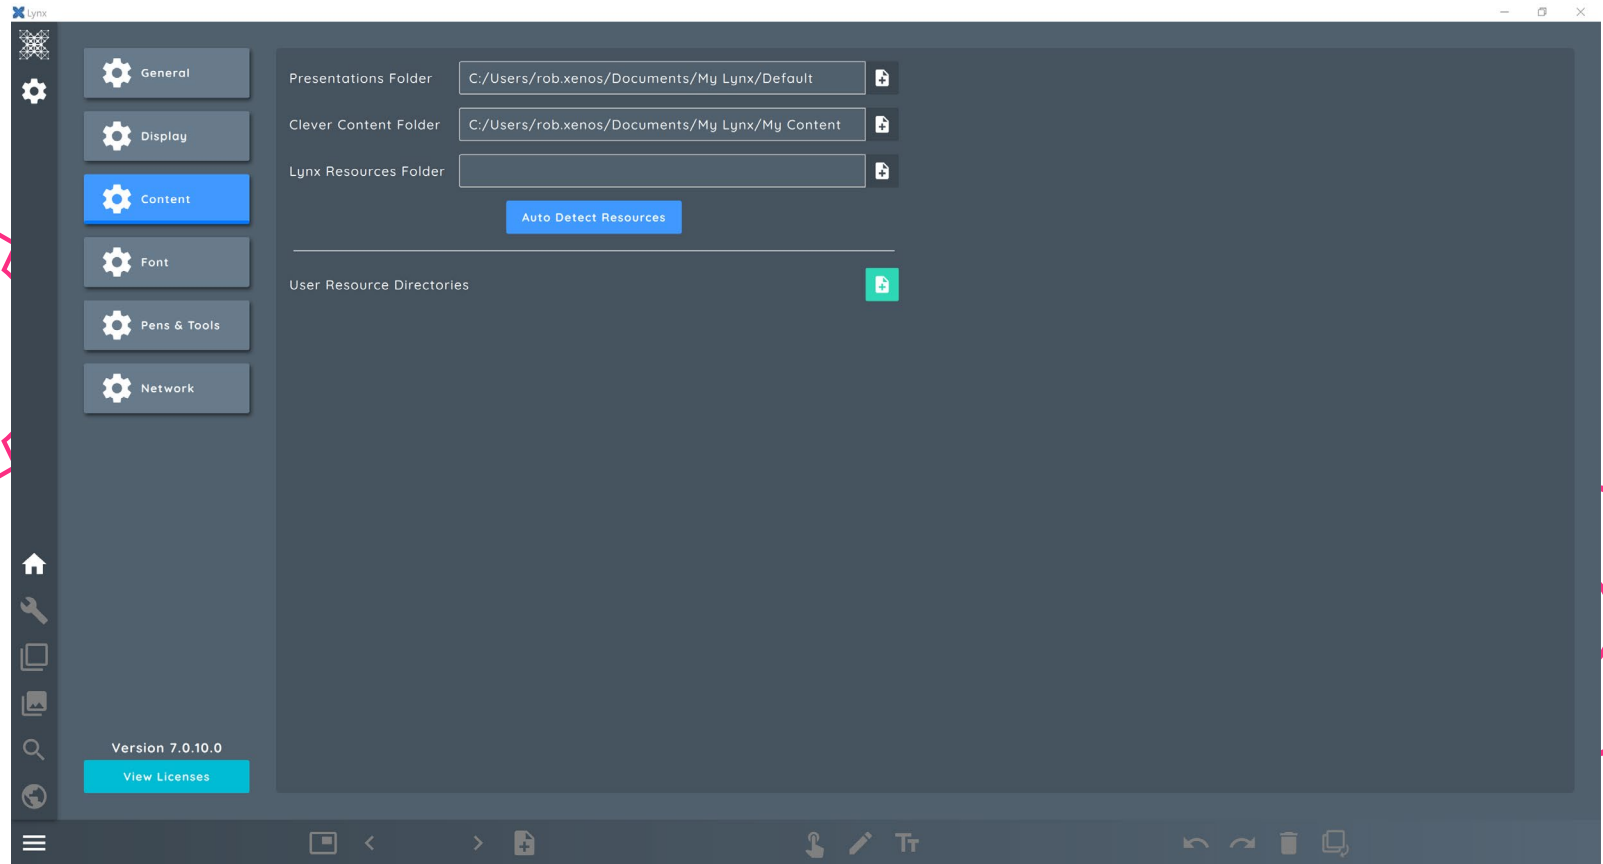 Lynx
General
Display
Content
Font
Pens & Tools
Network
Presentations Folder C:/Users/rob.xenos/Documents/My Lynx/Default
Clever Content Folder C:/Users/rob.xenos/Documents/My Lynx/My Content
Lynx Resources Folder
Auto Detect Resources
User Resource Directories
Version 7.0.10.0
View Licenses
Tт